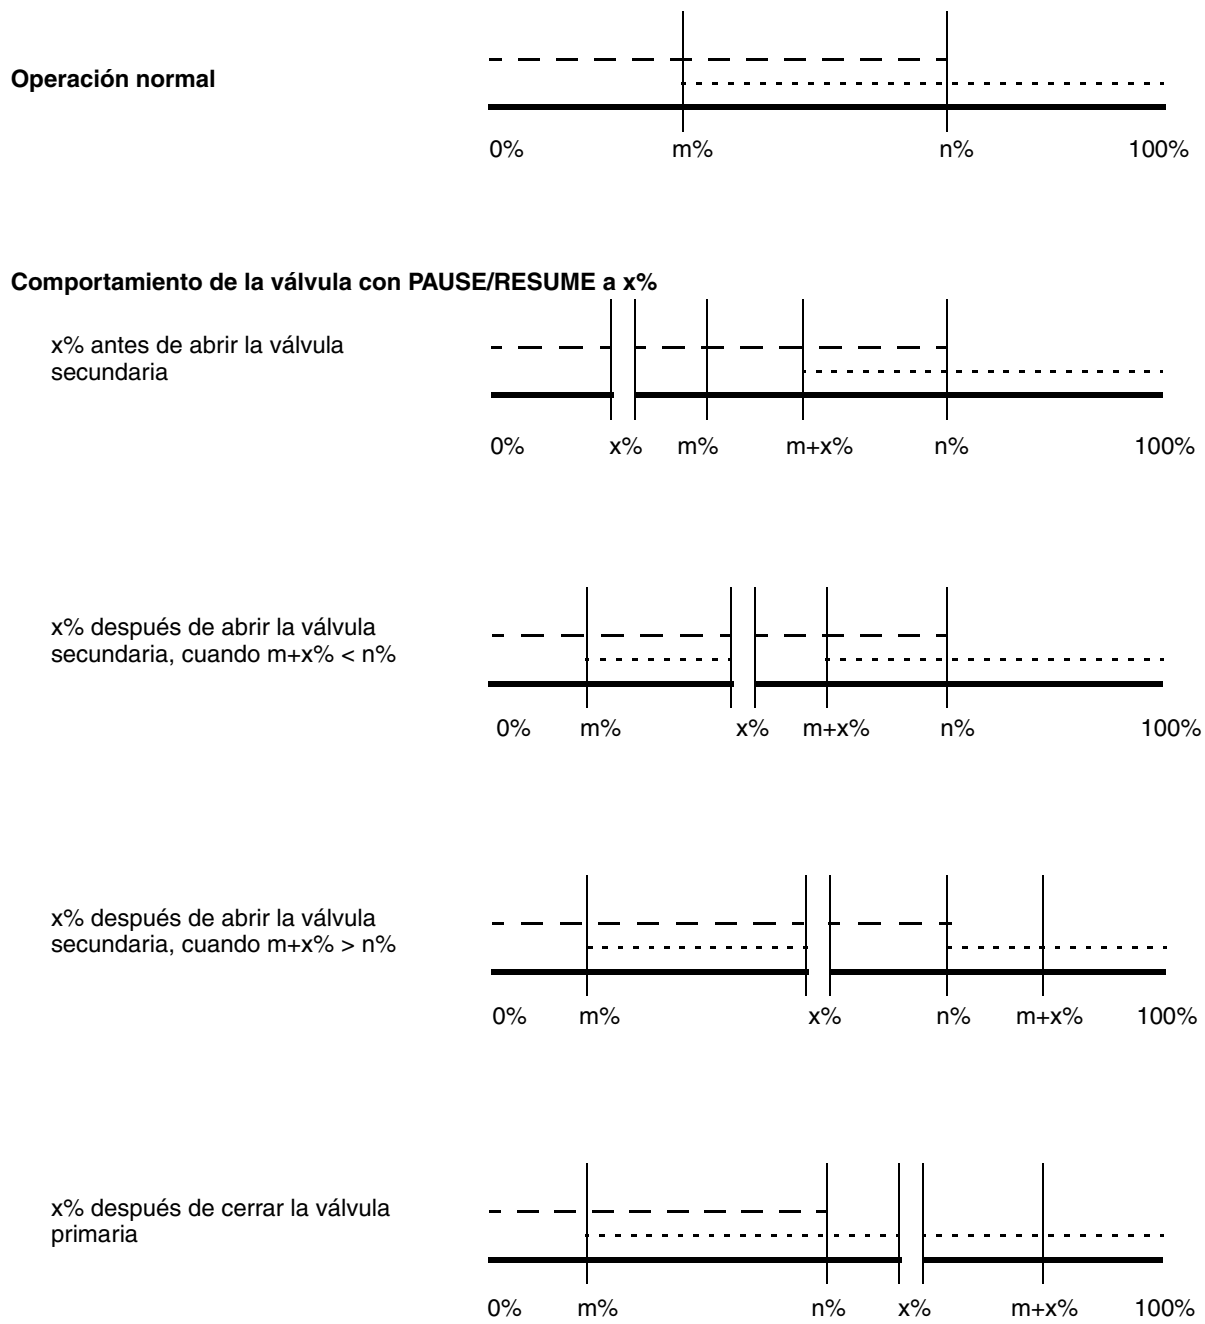 Operación normal
0% m% n% 100%
Comportamiento de la válvula con PAUSE/RESUME a x%
x% antes de abrir la válvula
secundaria
0% x% m% m+x% n% 100%
x% después de abrir la válvula
secundaria, cuando m+x% < n%
0% m% x% m+x% n% 100%
x% después de abrir la válvula
secundaria, cuando m+x% > n%
0% m% x% n% m+x% 100%
x% después de cerrar la válvula
primaria
0% m% n% x% m+x% 100%